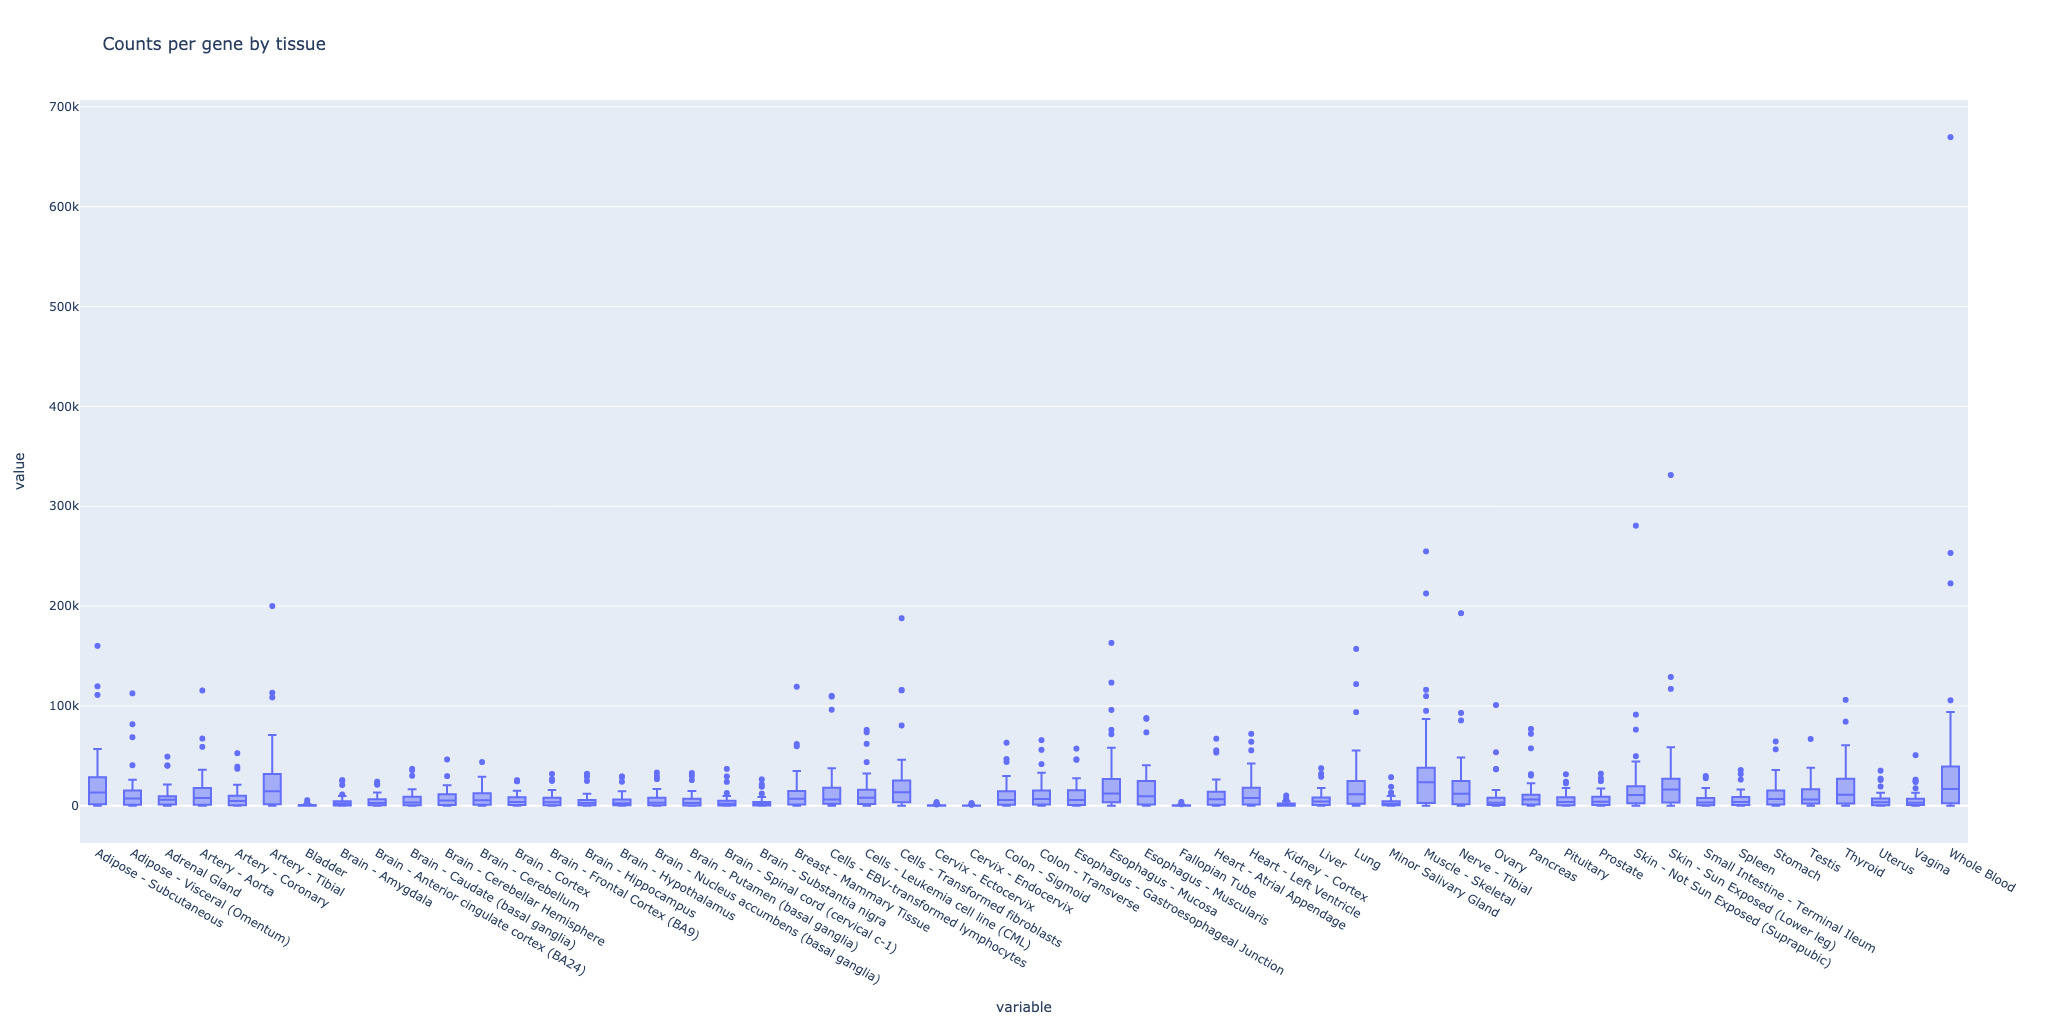 Counts per gene by tissue
700k
600k
500k
400k
300k
200k
100k
0
value
Adipose - Subcutaneous
Adipose - Visceral (Omentum)
Adrenal Gland
Artery - Aorta
Artery - Coronary
Artery - Tibial
Bladder
Brain - Amygdala
Brain - Anterior cingulate cortex (BA24)
Brain - Caudate (basal ganglia)
Brain - Cerebellar Hemisphere
Brain - Cerebellum
Brain - Cortex
Brain - Frontal Cortex (BA9)
Brain - Hippocampus
Brain - Hypothalamus
Brain - Nucleus accumbens (basal ganglia)
Brain - Putamen (basal ganglia)
Brain - Spinal cord (cervical c-1)
Brain - Substantia nigra
Breast - Mammary Tissue
Cells - EBV-transformed lymphocytes
Cells - Leukemia cell line (CML)
Cells - Transformed fibroblasts
Cervix - Ectocervix
Cervix - Endocervix
Colon - Sigmoid
Colon - Transverse
Esophagus - Gastroesophageal Junction
Esophagus - Mucosa
Esophagus - Muscularis
Fallopian Tube
Heart - Atrial Appendage
Heart - Left Ventricle
Kidney - Cortex
Liver
Lung
Minor Salivary Gland
Muscle - Skeletal
Nerve - Tibial
Ovary
Pancreas
Pituitary
Prostate
Skin - Not Sun Exposed (Suprapubic)
Skin - Sun Exposed (Lower leg)
Small Intestine - Terminal Ileum
Spleen
Stomach
Testis
Thyroid
Uterus
Vagina
Whole Blood
variable